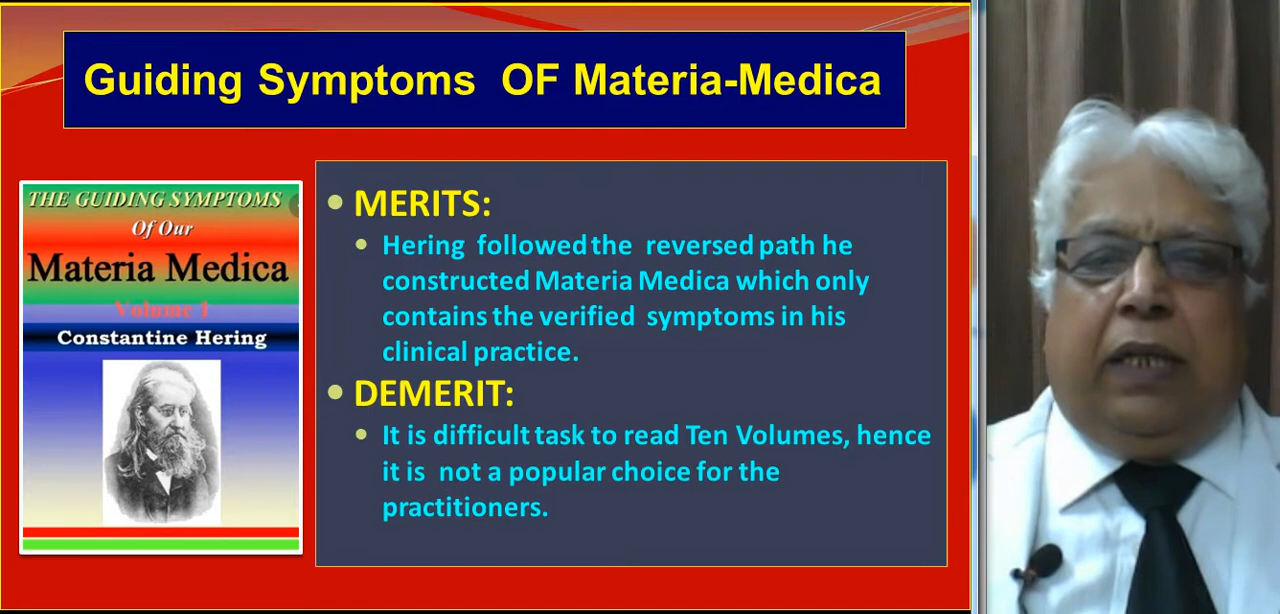 Guiding Symptoms OF Materia-Medica
THE GUIDING SYMPTOMS
Of Our
Materia Medica
Volume 1
Constantine Hering
MERITS:
Hering followed the reversed path he
constructed Materia Medica which only
contains the verified symptoms in his
clinical practice.
DEMERIT:
It is difficult task to read Ten Volumes, hence
it is not a popular choice for the
practitioners.